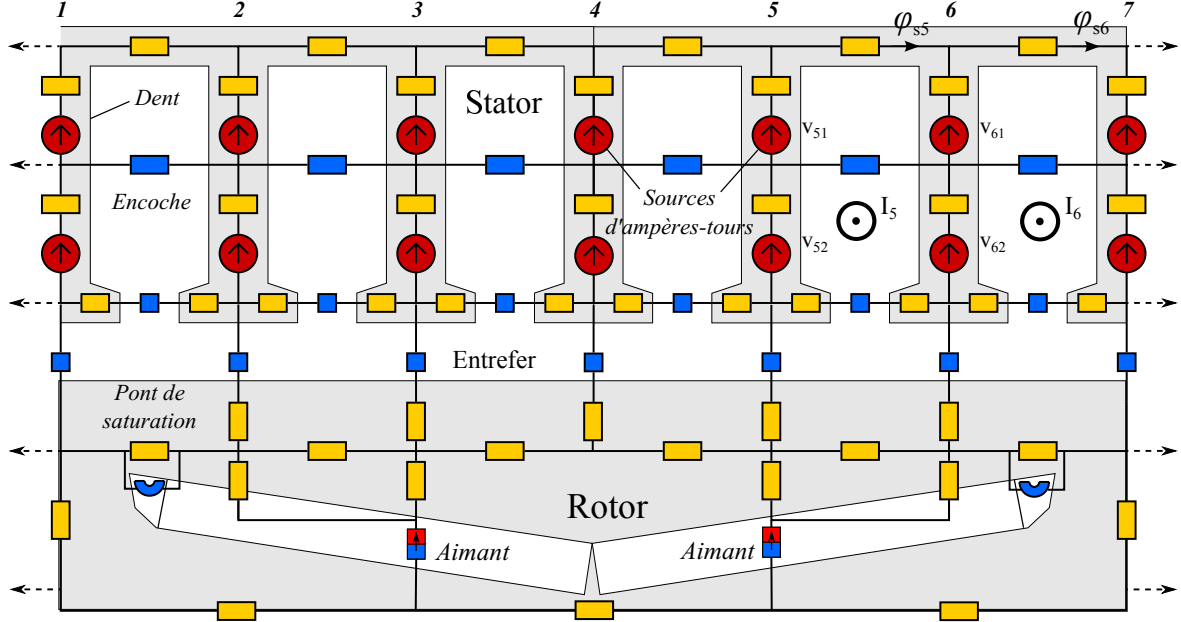 1 2 3 4 5 6 7
φs5 φs6
Dent
Stator
v51 v61
Encoche
Sources
d'ampères-tours
I5 I6
v52 v62
Entrefer
Pont de
saturation
Rotor
Aimant Aimant